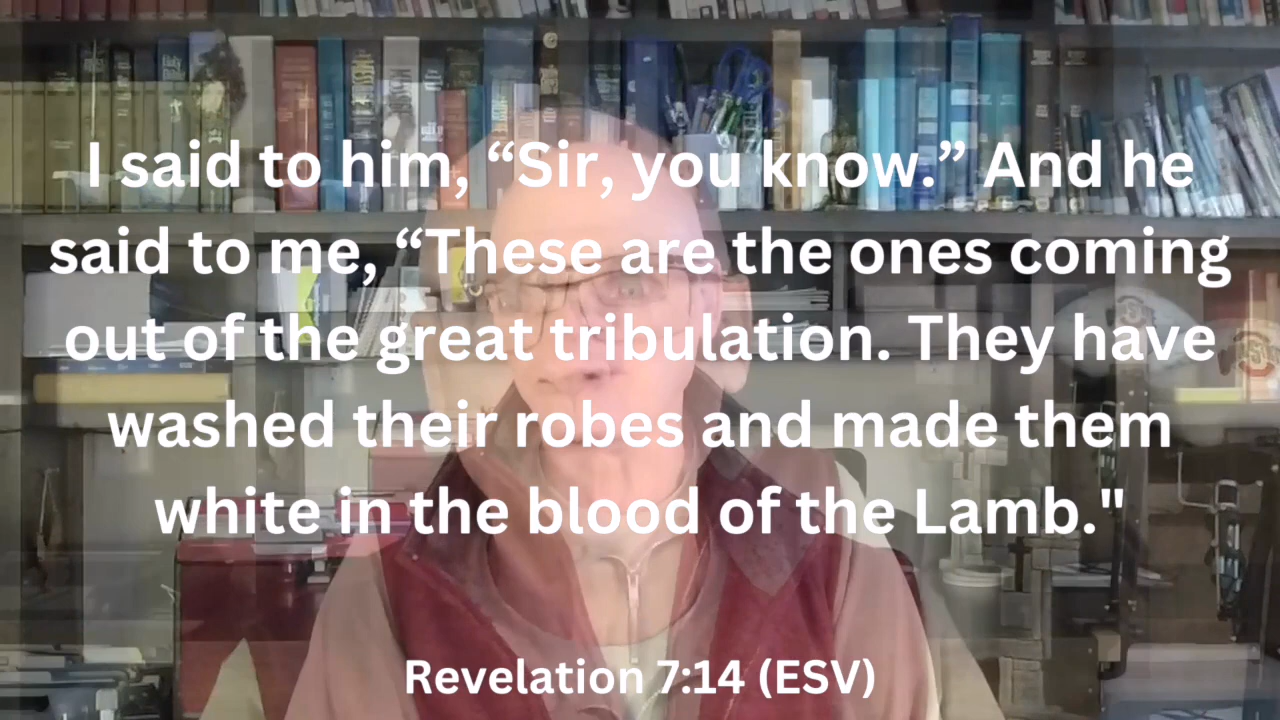 I said to him, “Sir, you know.” And he
said to me, “These are the ones coming
out of the great tribulation. They have
washed their robes and made them
white in the blood of the Lamb."
Revelation 7:14 (ESV)